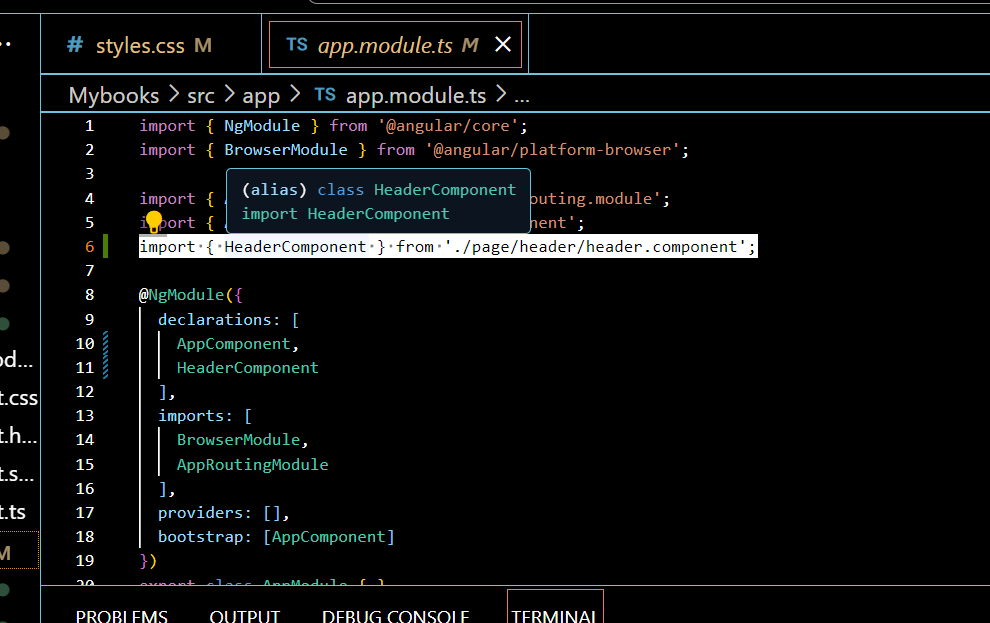 # styles.css M
TS app.module.ts M
Mybooks > src > app > TS app.module.ts > ...
1 import { NgModule } from '@angular/core';
2 import { BrowserModule } from '@angular/platform-browser';
3
(alias) class HeaderComponent
import HeaderComponent
4 import { outing.module';
5 import { nent';
6 import { HeaderComponent } from './page/header/header.component';
7
8 @NgModule({
9 declarations: [
10 AppComponent,
11 HeaderComponent
12 ],
13 imports: [
14 BrowserModule,
15 AppRoutingModule
16 ],
17 providers: [],
18 bootstrap: [AppComponent]
19 })
20 export class AppModule { }
od...
t.css
t.h...
t.s...
t.ts
M
PROBLEMS OUTPUT DEBUG CONSOLE TERMINAL